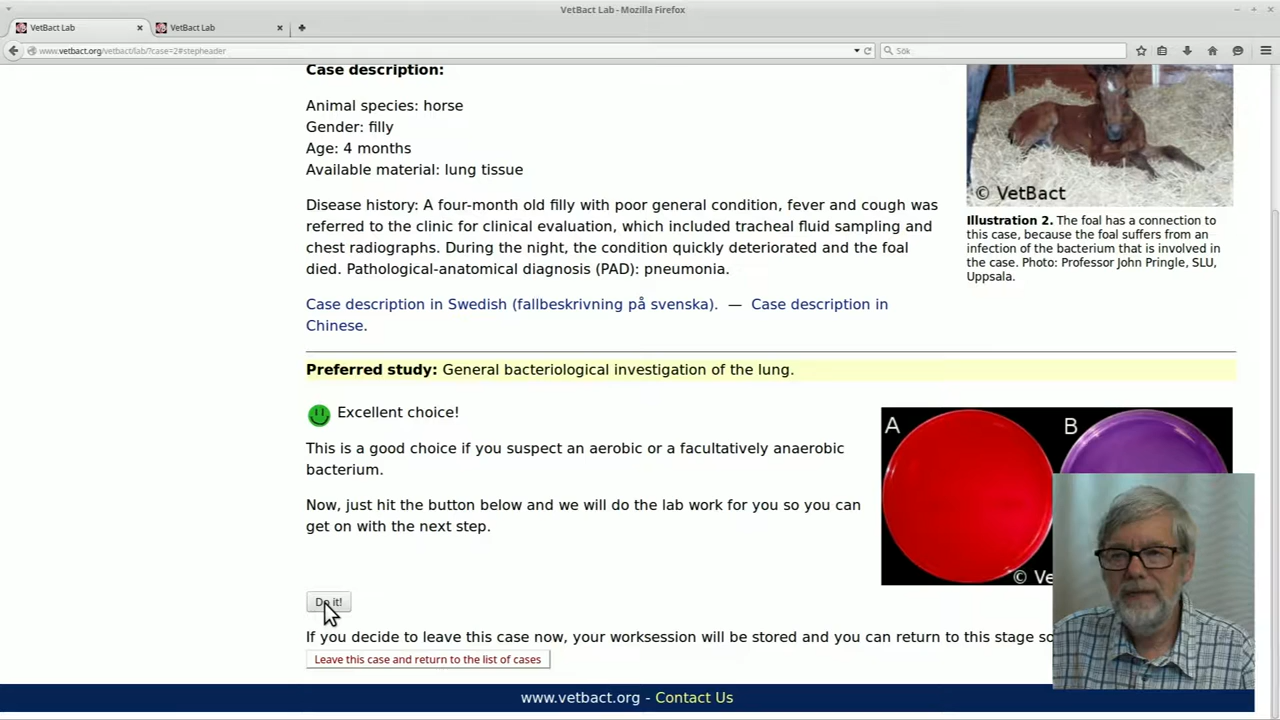 VetBact Lab - Mozilla Firefox
VetBact Lab
VetBact Lab
www.vetbact.org/vetbact/lab/?case=2#stepheader
Sök
Case description:
Animal species: horse
Gender: filly
Age: 4 months
Available material: lung tissue
Disease history: A four-month old filly with poor general condition, fever and cough was
referred to the clinic for clinical evaluation, which included tracheal fluid sampling and
chest radiographs. During the night, the condition quickly deteriorated and the foal
died. Pathological-anatomical diagnosis (PAD): pneumonia.
Case description in Swedish (fallbeskrivning på svenska). — Case description in
Chinese.
© VetBact
Illustration 2. The foal has a connection to
this case, because the foal suffers from an
infection of the bacterium that is involved in
the case. Photo: Professor John Pringle, SLU,
Uppsala.
Preferred study: General bacteriological investigation of the lung.
Excellent choice!
This is a good choice if you suspect an aerobic or a facultatively anaerobic
bacterium.
Now, just hit the button below and we will do the lab work for you so you can
get on with the next step.
A
B
© Ve
Do it!
If you decide to leave this case now, your worksession will be stored and you can return to this stage so
Leave this case and return to the list of cases
www.vetbact.org - Contact Us